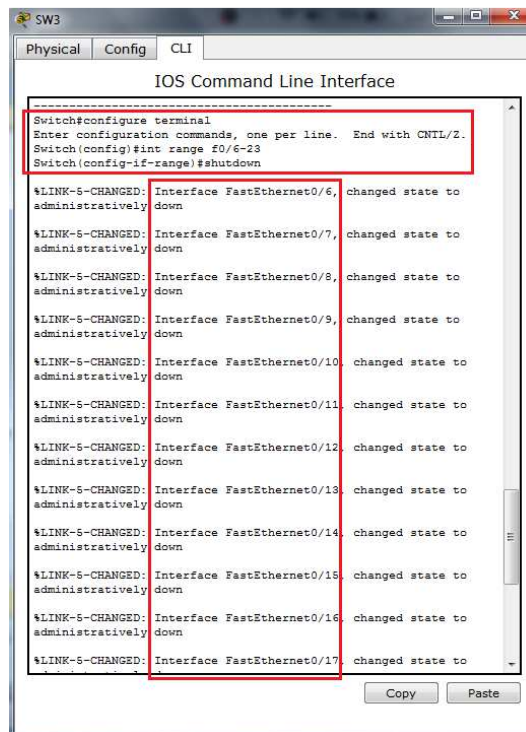 SW3
Physical Config CLI
IOS Command Line Interface
-----------------------------------------
Switch#configure terminal
Enter configuration commands, one per line. End with CNTL/Z.
Switch(config)#int range f0/6-23
Switch(config-if-range)#shutdown
%LINK-5-CHANGED: Interface FastEthernet0/6, changed state to
administratively down
%LINK-5-CHANGED: Interface FastEthernet0/7, changed state to
administratively down
%LINK-5-CHANGED: Interface FastEthernet0/8, changed state to
administratively down
%LINK-5-CHANGED: Interface FastEthernet0/9, changed state to
administratively down
%LINK-5-CHANGED: Interface FastEthernet0/10, changed state to
administratively down
%LINK-5-CHANGED: Interface FastEthernet0/11, changed state to
administratively down
%LINK-5-CHANGED: Interface FastEthernet0/12, changed state to
administratively down
%LINK-5-CHANGED: Interface FastEthernet0/13, changed state to
administratively down
%LINK-5-CHANGED: Interface FastEthernet0/14, changed state to
administratively down
%LINK-5-CHANGED: Interface FastEthernet0/15, changed state to
administratively down
%LINK-5-CHANGED: Interface FastEthernet0/16, changed state to
administratively down
%LINK-5-CHANGED: Interface FastEthernet0/17, changed state to
Copy Paste